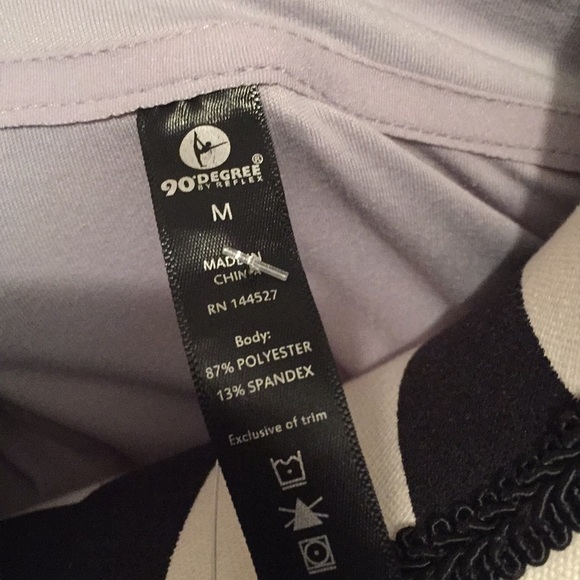 90°DEGREE®
BY REFLEX
M
MADE IN
CHINA
RN 144527
Body:
87% POLYESTER
13% SPANDEX
Exclusive of trim